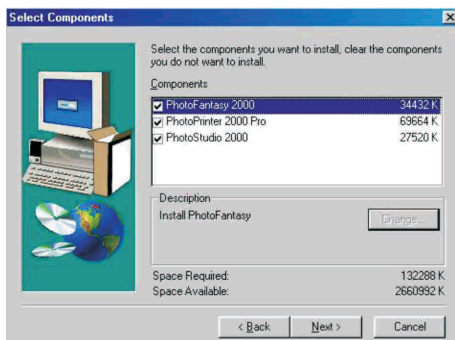 Select Components
Select the components you want to install, clear the components
you do not want to install.
Components
PhotoFantasy 2000 34432 K
PhotoPrinter 2000 Pro 69664 K
PhotoStudio 2000 27520 K
Description
Install PhotoFantasy
Change...
Space Required: 132288 K
Space Available: 2660992 K
< Back Next > Cancel